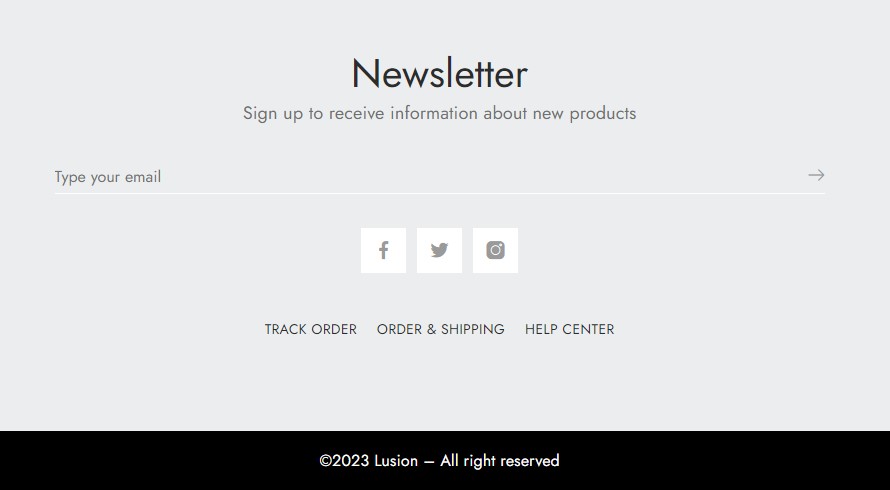 Newsletter
Sign up to receive information about new products
Type your email
TRACK ORDER ORDER & SHIPPING HELP CENTER
©2023 Lusion – All right reserved